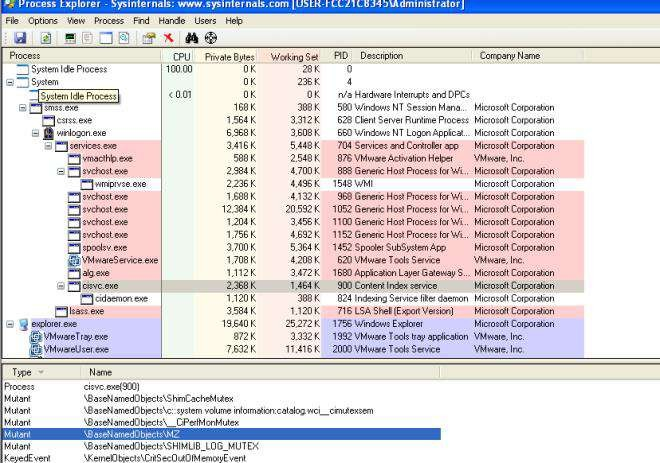 Process Explorer - Sysinternals: www.sysinternals.com [USER-FCC21C8345\Administrator]
File Options View Process Find Handle Users Help
Process CPU Private Bytes Working Set PID Description Company Name
System Idle Process 100.00 0 K 28 K 0
System 0 K 236 K 4
System Idle Process < 0.01 0 K 0 K n/a Hardware Interrupts and DPCs
smss.exe 168 K 388 K 580 Windows NT Session Mana... Microsoft Corporation
csrss.exe 1,564 K 3,312 K 628 Client Server Runtime Process Microsoft Corporation
winlogon.exe 6,968 K 3,608 K 660 Windows NT Logon Applicat... Microsoft Corporation
services.exe 3,416 K 5,448 K 704 Services and Controller app Microsoft Corporation
vmacthlp.exe 588 K 2,548 K 876 VMware Activation Helper VMware, Inc.
svchost.exe 2,984 K 4,700 K 888 Generic Host Process for Wi... Microsoft Corporation
wmiprvse.exe 2,236 K 4,496 K 1548 WMI Microsoft Corporation
svchost.exe 1,688 K 4,132 K 968 Generic Host Process for Wi... Microsoft Corporation
svchost.exe 12,384 K 20,592 K 1052 Generic Host Process for Wi... Microsoft Corporation
svchost.exe 1,204 K 3,456 K 1100 Generic Host Process for Wi... Microsoft Corporation
svchost.exe 1,756 K 4,692 K 1152 Generic Host Process for Wi... Microsoft Corporation
spoolsv.exe 3,700 K 5,364 K 1452 Spooler SubSystem App Microsoft Corporation
VMwareService.exe 1,708 K 4,208 K 620 VMware Tools Service VMware, Inc.
alg.exe 1,112 K 3,472 K 1680 Application Layer Gateway S... Microsoft Corporation
cisvc.exe 2,368 K 1,464 K 900 Content Index service Microsoft Corporation
cidaemon.exe 1,120 K 388 K 824 Indexing Service filter daemon Microsoft Corporation
lsass.exe 3,584 K 1,120 K 716 LSA Shell (Export Version) Microsoft Corporation
explorer.exe 19,640 K 25,272 K 1756 Windows Explorer Microsoft Corporation
VMwareTray.exe 872 K 3,332 K 1992 VMware Tools tray application VMware, Inc.
VMwareUser.exe 7,632 K 11,416 K 2000 VMware Tools Service VMware, Inc.
Type Name
Process cisvc.exe(900)
Mutant \BaseNamedObjects\ShimCacheMutex
Mutant \BaseNamedObjects\c:system volume information:catalog.wci__cimutexsem
Mutant \BaseNamedObjects\__CiPerfMonMutex
Mutant \BaseNamedObjects\MZ
Mutant \BaseNamedObjects\SHIMLIB_LOG_MUTEX
KeyedEvent \KernelObjects\CritSecOutOfMemoryEvent